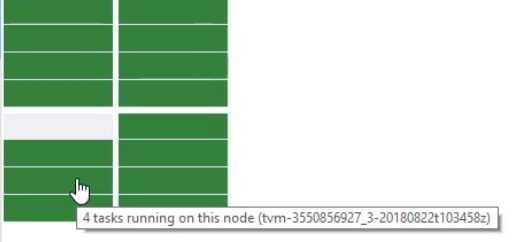 4 tasks running on this node (tvm-3550856927_3-20180822t103458z)